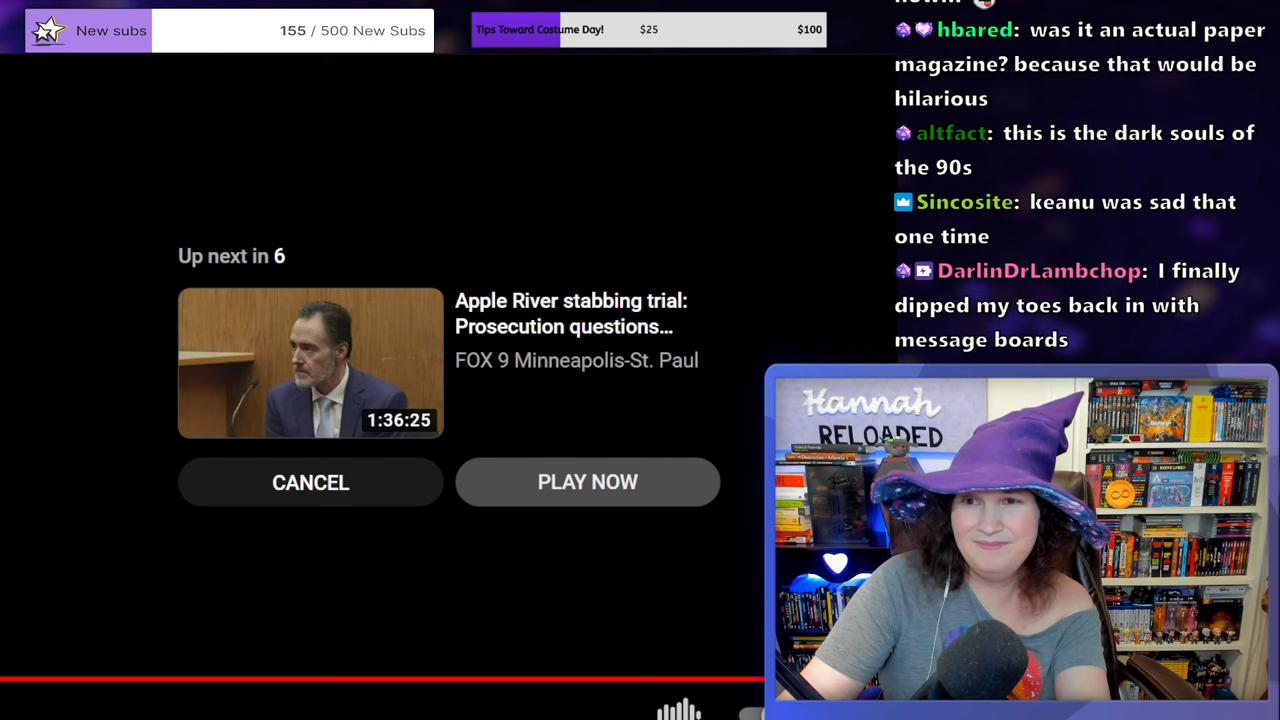 New subs
155 / 500 New Subs
Tips Toward Costume Day!
$25
$100
hbared: was it an actual paper
magazine? because that would be
hilarious
altfact: this is the dark souls of
the 90s
Sincosite: keanu was sad that
one time
DarlinDrLambchop: I finally
dipped my toes back in with
message boards
Up next in 6
Apple River stabbing trial:
Prosecution questions...
FOX 9 Minneapolis-St. Paul
1:36:25
CANCEL
PLAY NOW
Hannah
RELOADED